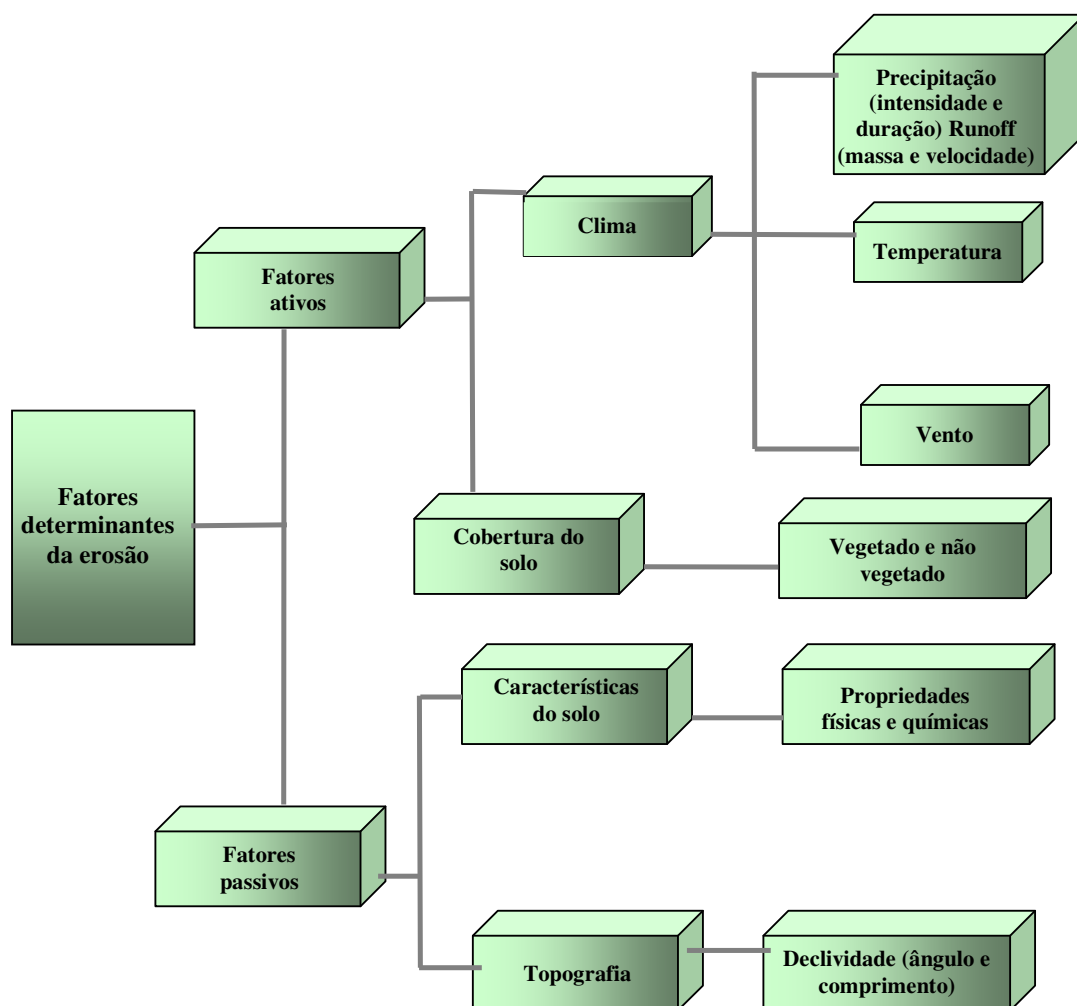 Fatores
determinantes
da erosão
Fatores
ativos
Clima
Precipitação
(intensidade e
duração) Runoff
(massa e velocidade)
Temperatura
Vento
Cobertura do
solo
Vegetado e não
vegetado
Fatores
passivos
Características
do solo
Propriedades
físicas e químicas
Topografia
Declividade (ângulo e
comprimento)